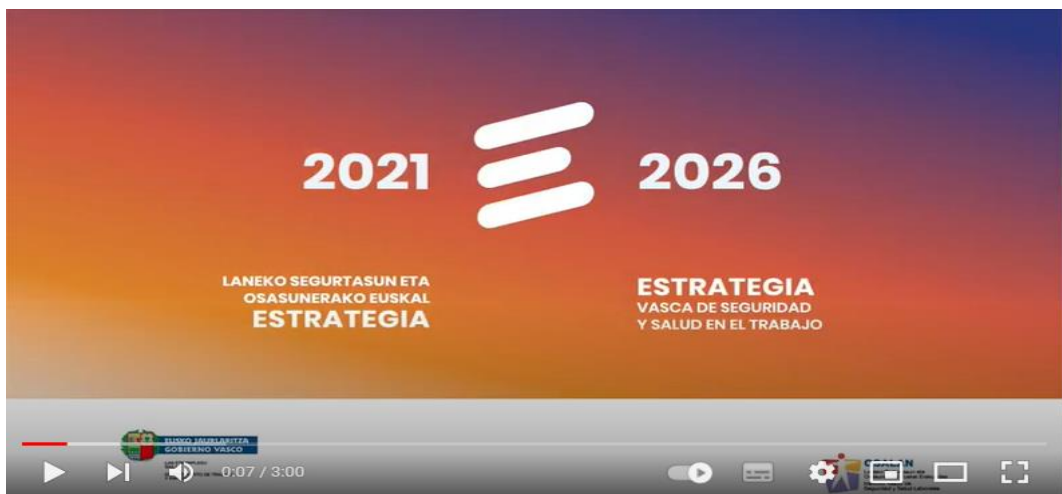 2021
2026
LANEKO SEGURTASUN ETA
OSASUNERAKO EUSKAL
ESTRATEGIA
ESTRATEGIA
VASCA DE SEGURIDAD
Y SALUD EN EL TRABAJO
EUSKO JAURLARITZA
GOBIERNO VASCO
0:07 / 3:00